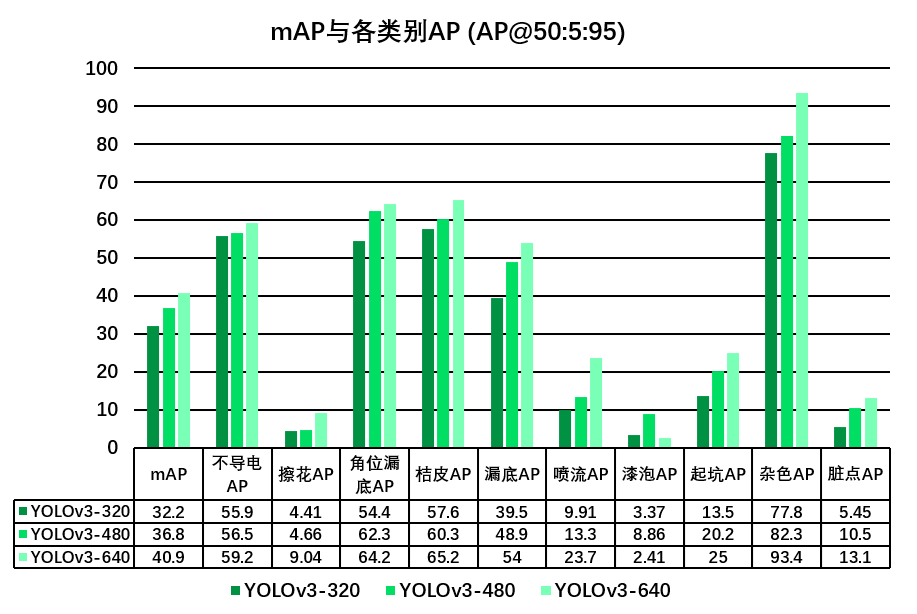 mAP与各类别AP (AP@50:5:95)
100
90
80
70
60
50
40
30
20
10
0
mAP 不导电AP 擦花AP 角位漏底AP 桔皮AP 漏底AP 喷流AP 漆泡AP 起坑AP 杂色AP 脏点AP
YOLOv3-320 32.2 55.9 4.41 54.4 57.6 39.5 9.91 3.37 13.5 77.8 5.45
YOLOv3-480 36.8 56.5 4.66 62.3 60.3 48.9 13.3 8.86 20.2 82.3 10.5
YOLOv3-640 40.9 59.2 9.04 64.2 65.2 54 23.7 2.41 25 93.4 13.1
YOLOv3-320 YOLOv3-480 YOLOv3-640